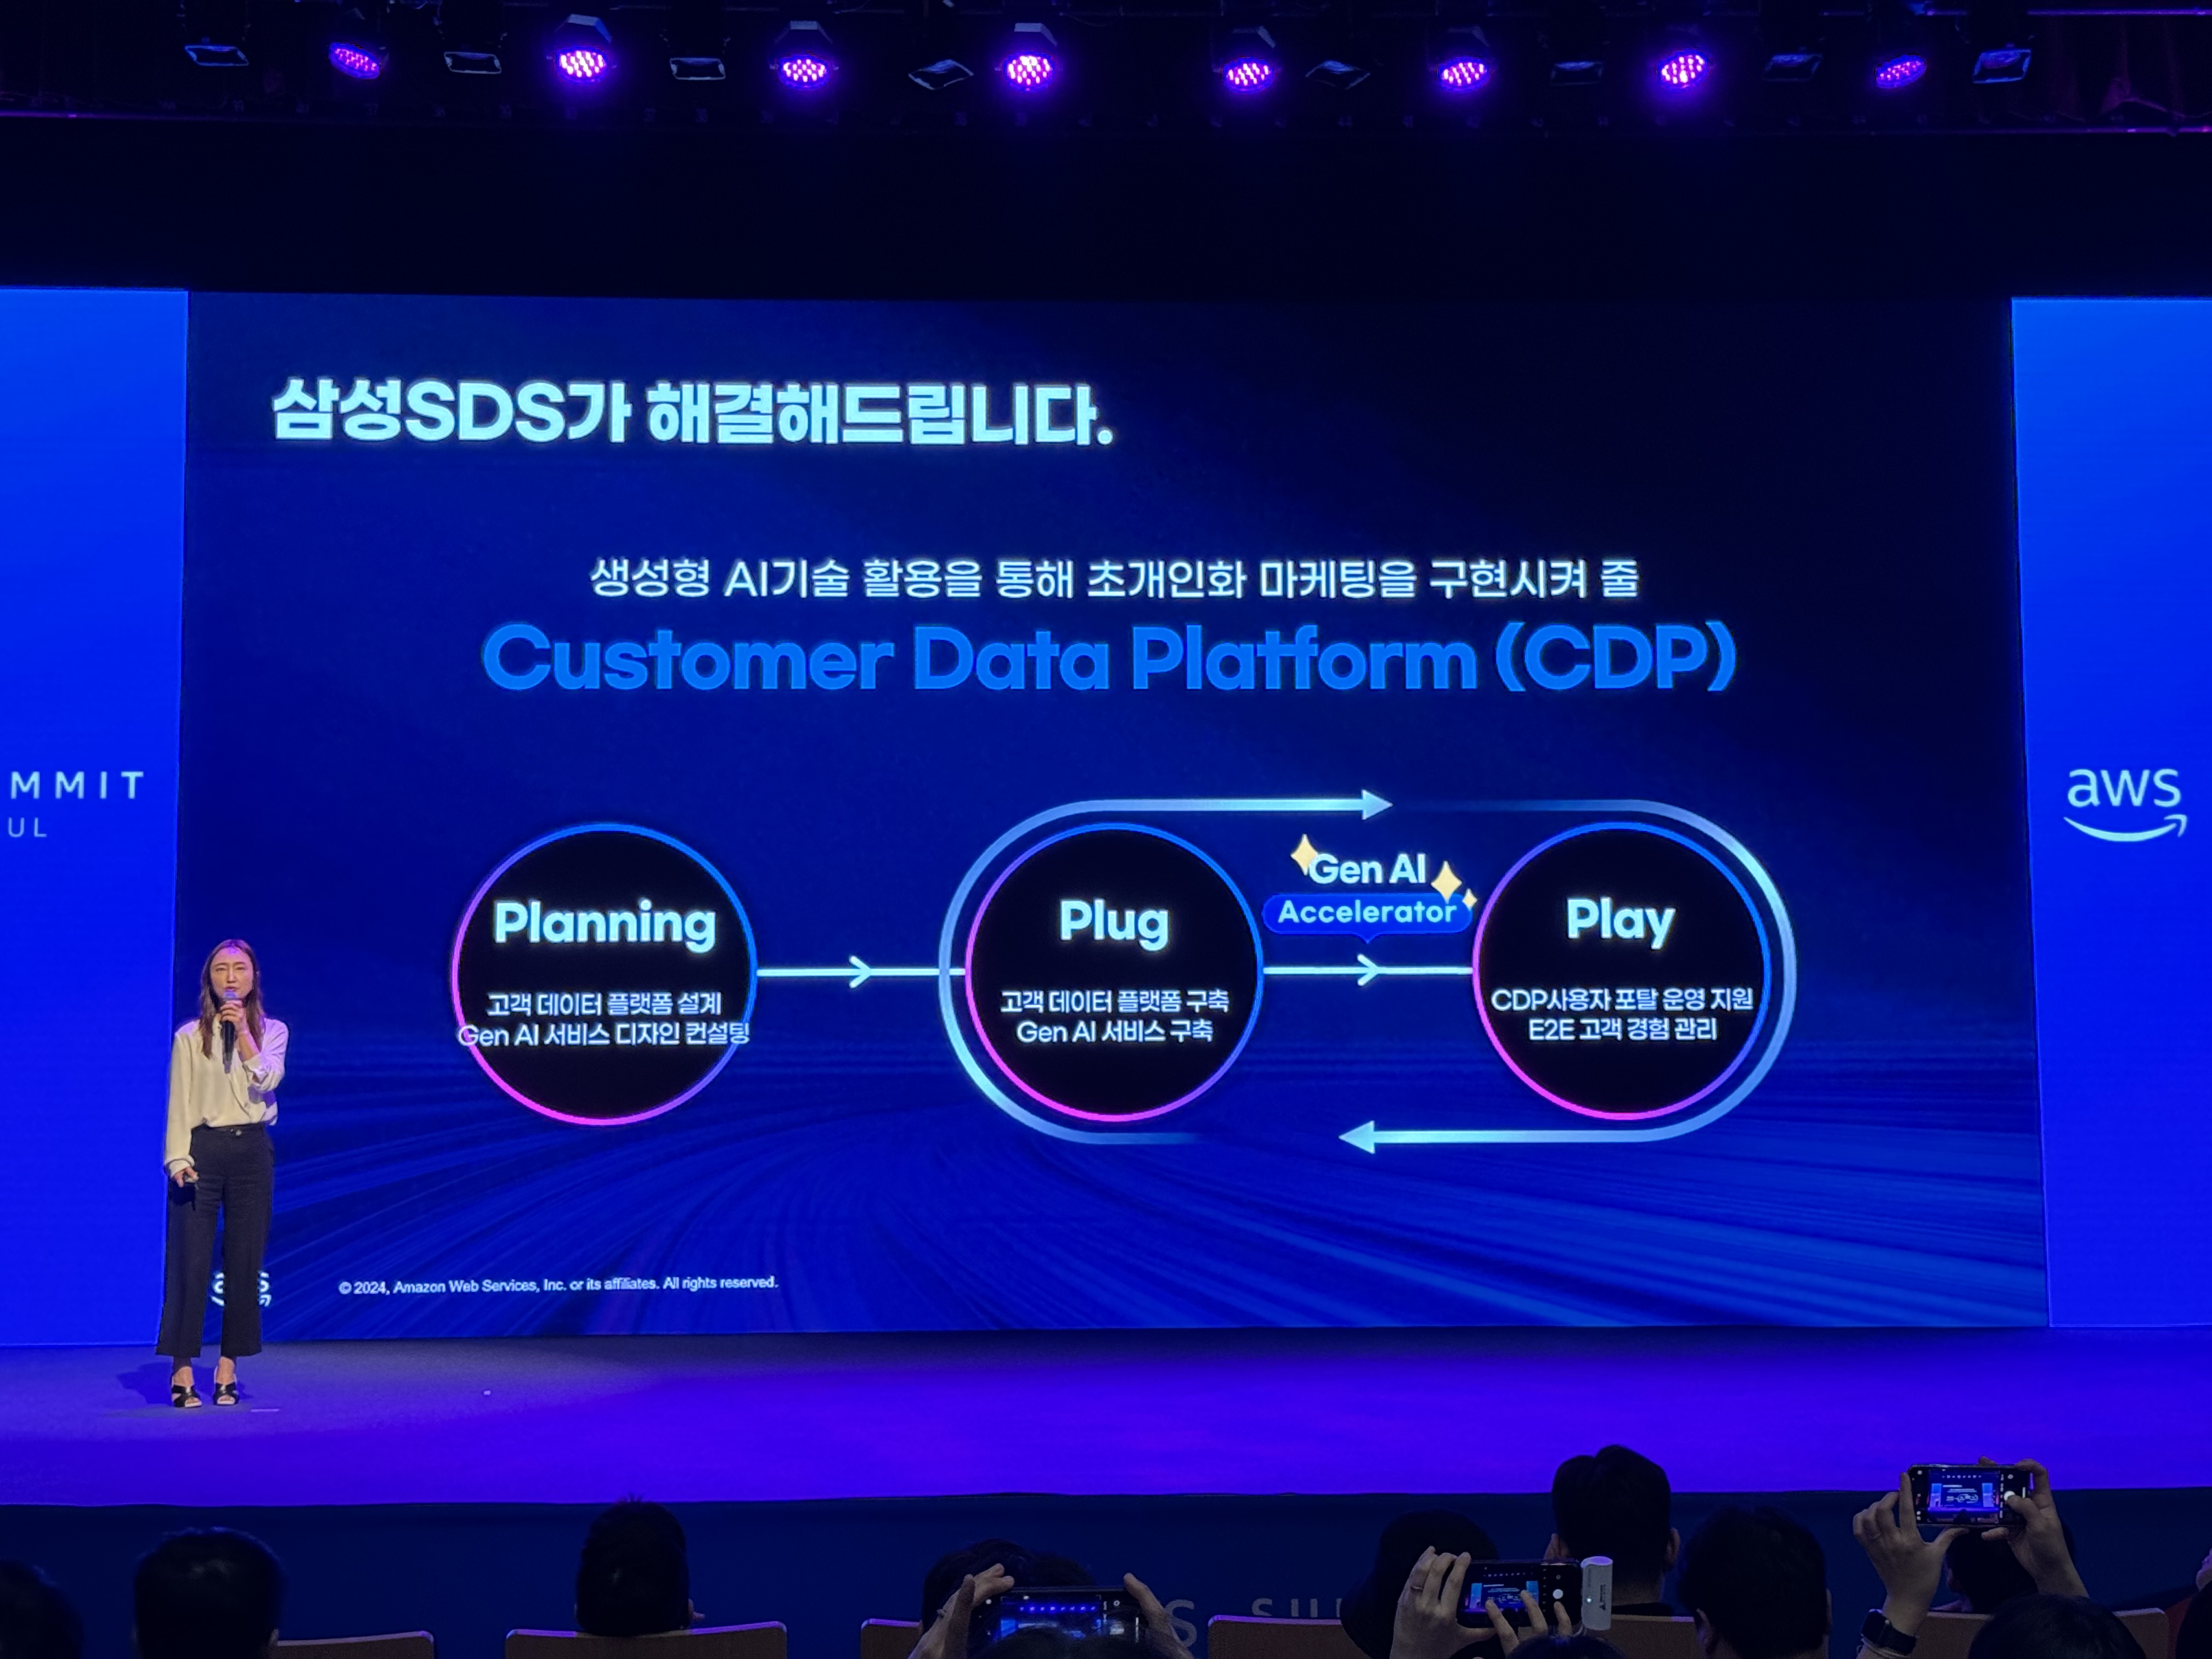 삼성SDS가 해결해드립니다.
생성형 AI기술 활용을 통해 초개인화 마케팅을 구현시켜 줄
Customer Data Platform (CDP)
MMIT
UL
aws
Planning
고객 데이터 플랫폼 설계
Gen AI 서비스 디자인 컨설팅
Plug
고객 데이터 플랫폼 구축
Gen AI 서비스 구축
Gen AI
Accelerator
Play
CDP사용자 포탈 운영 지원
E2E 고객 경험 관리
© 2024, Amazon Web Services, Inc. or its affiliates. All rights reserved.